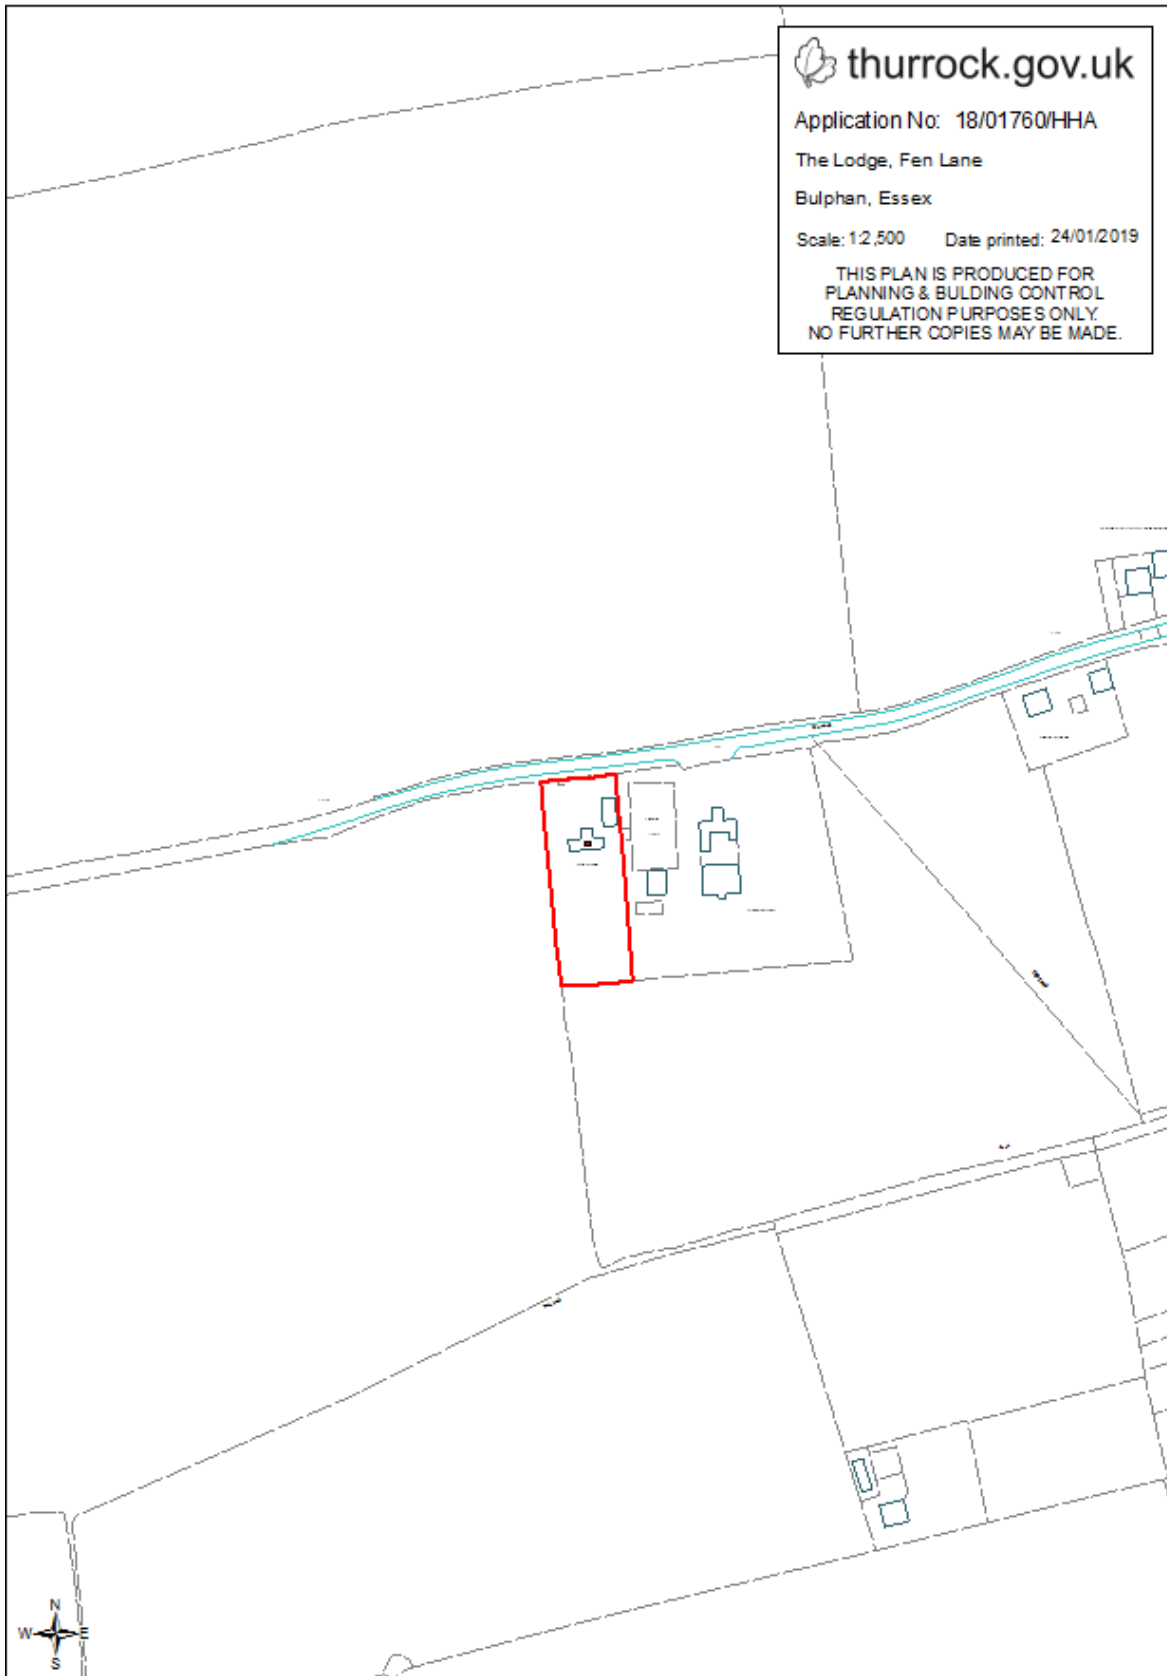 thurrock.gov.uk
Application No: 18/01760/HHA
The Lodge, Fen Lane
Bulphan, Essex
Scale: 1:2,500 Date printed: 24/01/2019
THIS PLAN IS PRODUCED FOR
PLANNING & BULDING CONTROL
REGULATION PURPOSES ONLY.
NO FURTHER COPIES MAY BE MADE.
N
W E
S